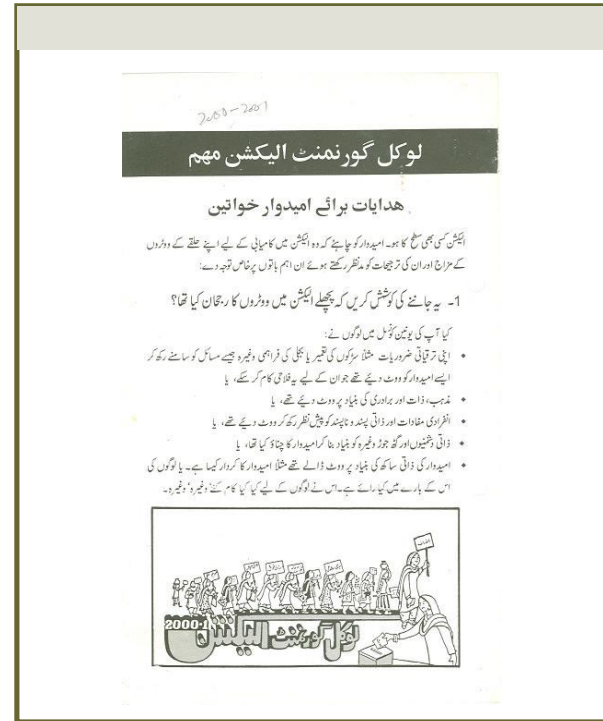 2000-2001
لوکل گورنمنٹ الیکشن مہم
ھدایات برائے امیدوار خواتین
الیکشن کسی بھی سطح کا ہو۔ امیدوار کو چاہئے کہ وہ الیکشن میں کامیابی کے لیے اپنے حلقے کے ووٹروں
کے مزاج اور ان کی ترجیحات کو مدنظر رکھتے ہوئے ان اہم باتوں پر خاص توجہ دے:
1- یہ جاننے کی کوشش کریں کہ پچھلے الیکشن میں ووٹروں کا رجحان کیا تھا؟
کیا آپ کی یونین کونسل میں لوگوں نے:
• اپنی ترقیاتی ضروریات مثلاً سڑکوں کی تعمیر یا بجلی کی فراہمی وغیرہ جیسے مسائل کو سامنے رکھ کر
ایسے امیدوار کو ووٹ دیئے تھے جو ان کے لیے یہ فلاحی کام کر سکے، یا
• مذہب، ذات اور برادری کی بنیاد پر ووٹ دیئے تھے، یا
• انفرادی مفادات اور ذاتی پسند و ناپسند کو پیش نظر رکھ کر ووٹ دیئے تھے، یا
• ذاتی دشمنیوں اور گٹھ جوڑ وغیرہ کو بنیاد بنا کر امیدوار کا چناؤ کیا تھا، یا
• امیدوار کی ذاتی ساکھ کی بنیاد پر ووٹ ڈالے تھے مثلاً امیدوار کا کردار کیسا ہے۔ یا لوگوں کی
اس کے بارے میں کیا رائے ہے۔ اس نے لوگوں کے لیے کیا کیا کام کئے، وغیرہ، وغیرہ۔
2000-1
لوکل گورنمنٹ الیکشن